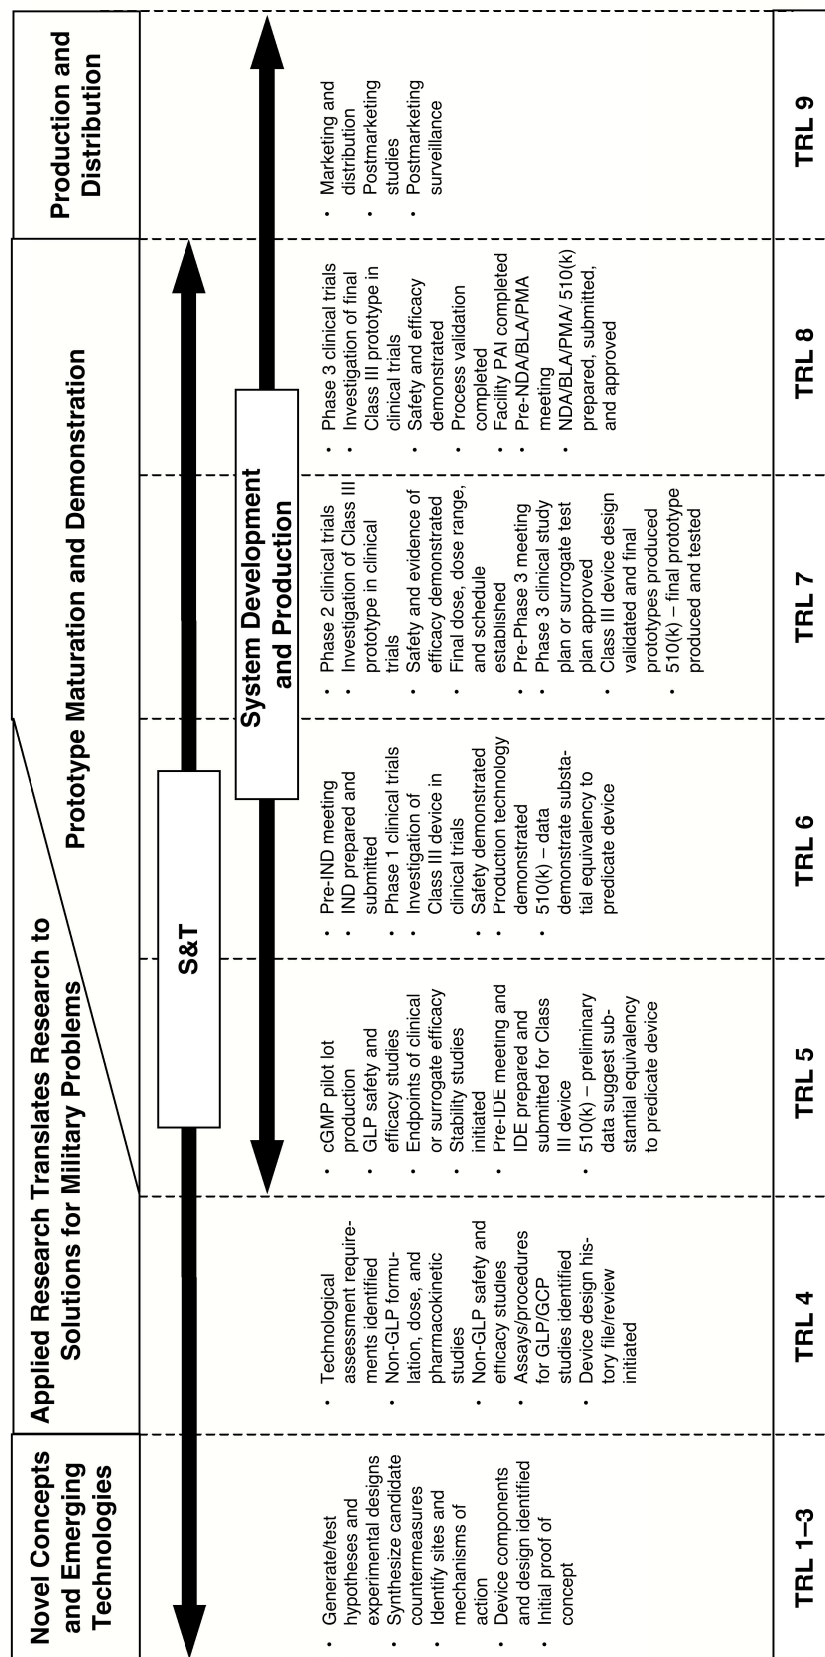 Novel Concepts
and Emerging
Technologies
Applied Research Translates Research to
Solutions for Military Problems
Prototype Maturation and Demonstration
Production and
Distribution
S&T
System Development
and Production
• Generate/test
hypotheses and
experimental designs
• Synthesize candidate
countermeasures
• Identify sites and
mechanisms of
action
• Device components
and design identified
• Initial proof of
concept
• Technological
assessment require-
ments identified
• Non-GLP formu-
lation, dose, and
pharmacokinetic
studies
• Non-GLP safety and
efficacy studies
• Assays/procedures
for GLP/GCP
studies identified
• Device design his-
tory file/review
initiated
• cGMP pilot lot
production
• GLP safety and
efficacy studies
• Endpoints of clinical
or surrogate efficacy
• Stability studies
initiated
• Pre-IDE meeting and
IDE prepared and
submitted for Class
III device
• 510(k) – preliminary
data suggest sub-
stantial equivalency
to predicate device
• Pre-IND meeting
• IND prepared and
submitted
• Phase 1 clinical trials
• Investigation of
Class III device in
clinical trials
• Safety demonstrated
• Production technology
demonstrated
• 510(k) – data
demonstrate substa-
tial equivalency to
predicate device
• Phase 2 clinical trials
• Investigation of Class III
prototype in clinical
trials
• Safety and evidence of
efficacy demonstrated
• Final dose, dose range,
and schedule
established
• Pre-Phase 3 meeting
• Phase 3 clinical study
plan or surrogate test
plan approved
• Class III device design
validated and final
prototypes produced
• 510(k) – final prototype
produced and tested
• Phase 3 clinical trials
• Investigation of final
Class III prototype in
clinical trials
• Safety and efficacy
demonstrated
• Process validation
completed
• Facility PAI completed
• Pre-NDA/BLA/PMA
meeting
• NDA/BLA/PMA/ 510(k)
prepared, submitted,
and approved
• Marketing and
distribution
• Postmarketing
studies
• Postmarketing
surveillance
TRL 1–3
TRL 4
TRL 5
TRL 6
TRL 7
TRL 8
TRL 9